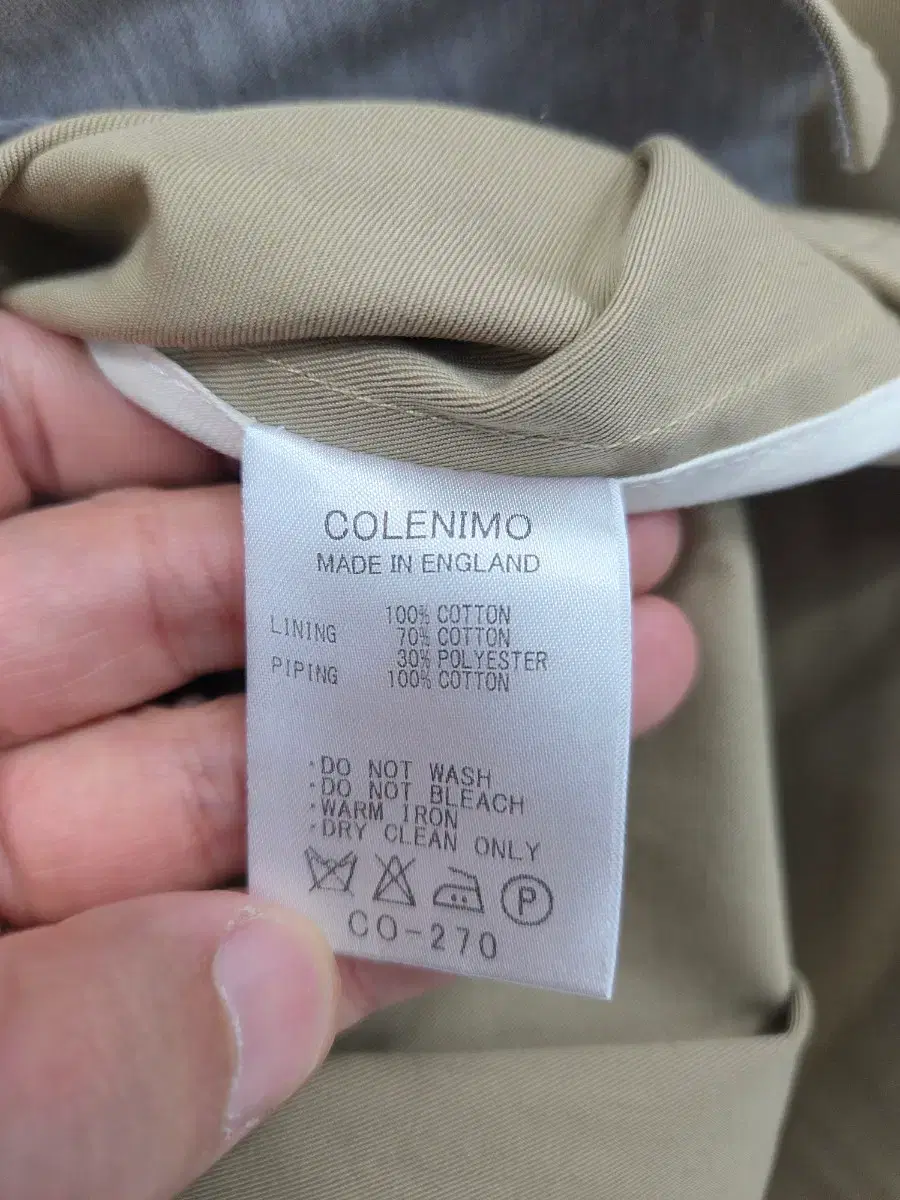 COLENIMO
MADE IN ENGLAND
100% COTTON
LINING 70% COTTON
30% POLYESTER
PIPING 100% COTTON
·DO NOT WASH
·DO NOT BLEACH
·WARM IRON
·DRY CLEAN ONLY
P
CO-270